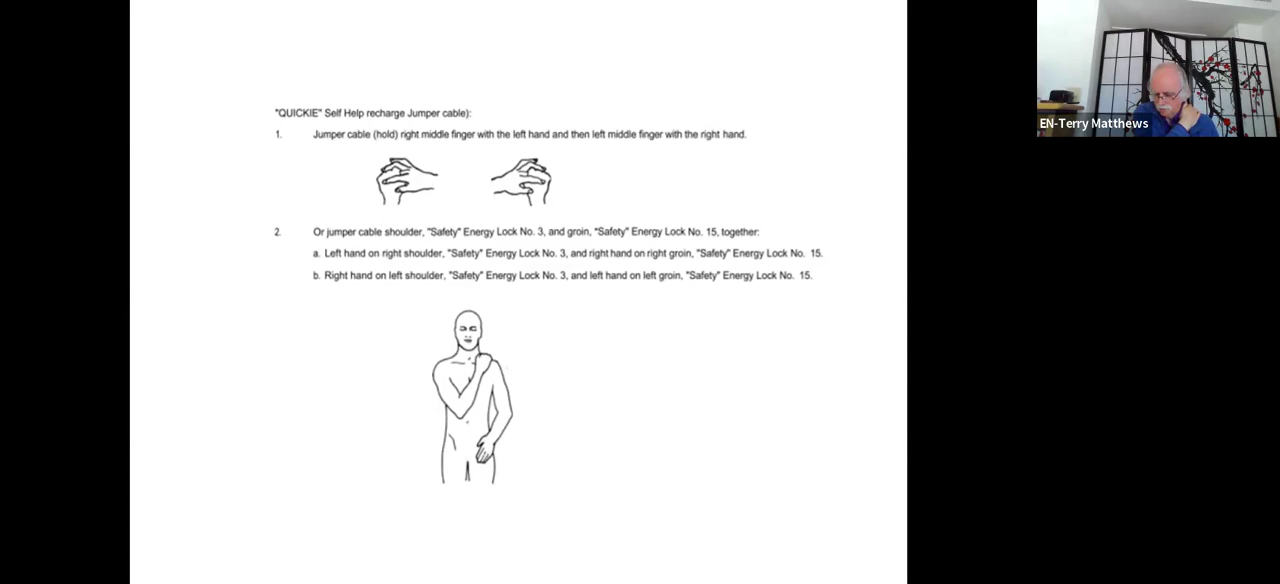 "QUICKIE" Self Help recharge Jumper cable):
1. Jumper cable (hold) right middle finger with the left hand and then left middle finger with the right hand.
2. Or jumper cable shoulder, "Safety" Energy Lock No. 3, and groin, "Safety" Energy Lock No. 15, together:
a. Left hand on right shoulder, "Safety" Energy Lock No. 3, and right hand on right groin, "Safety" Energy Lock No. 15.
b. Right hand on left shoulder, "Safety" Energy Lock No. 3, and left hand on left groin, "Safety" Energy Lock No. 15.
EN-Terry Matthews